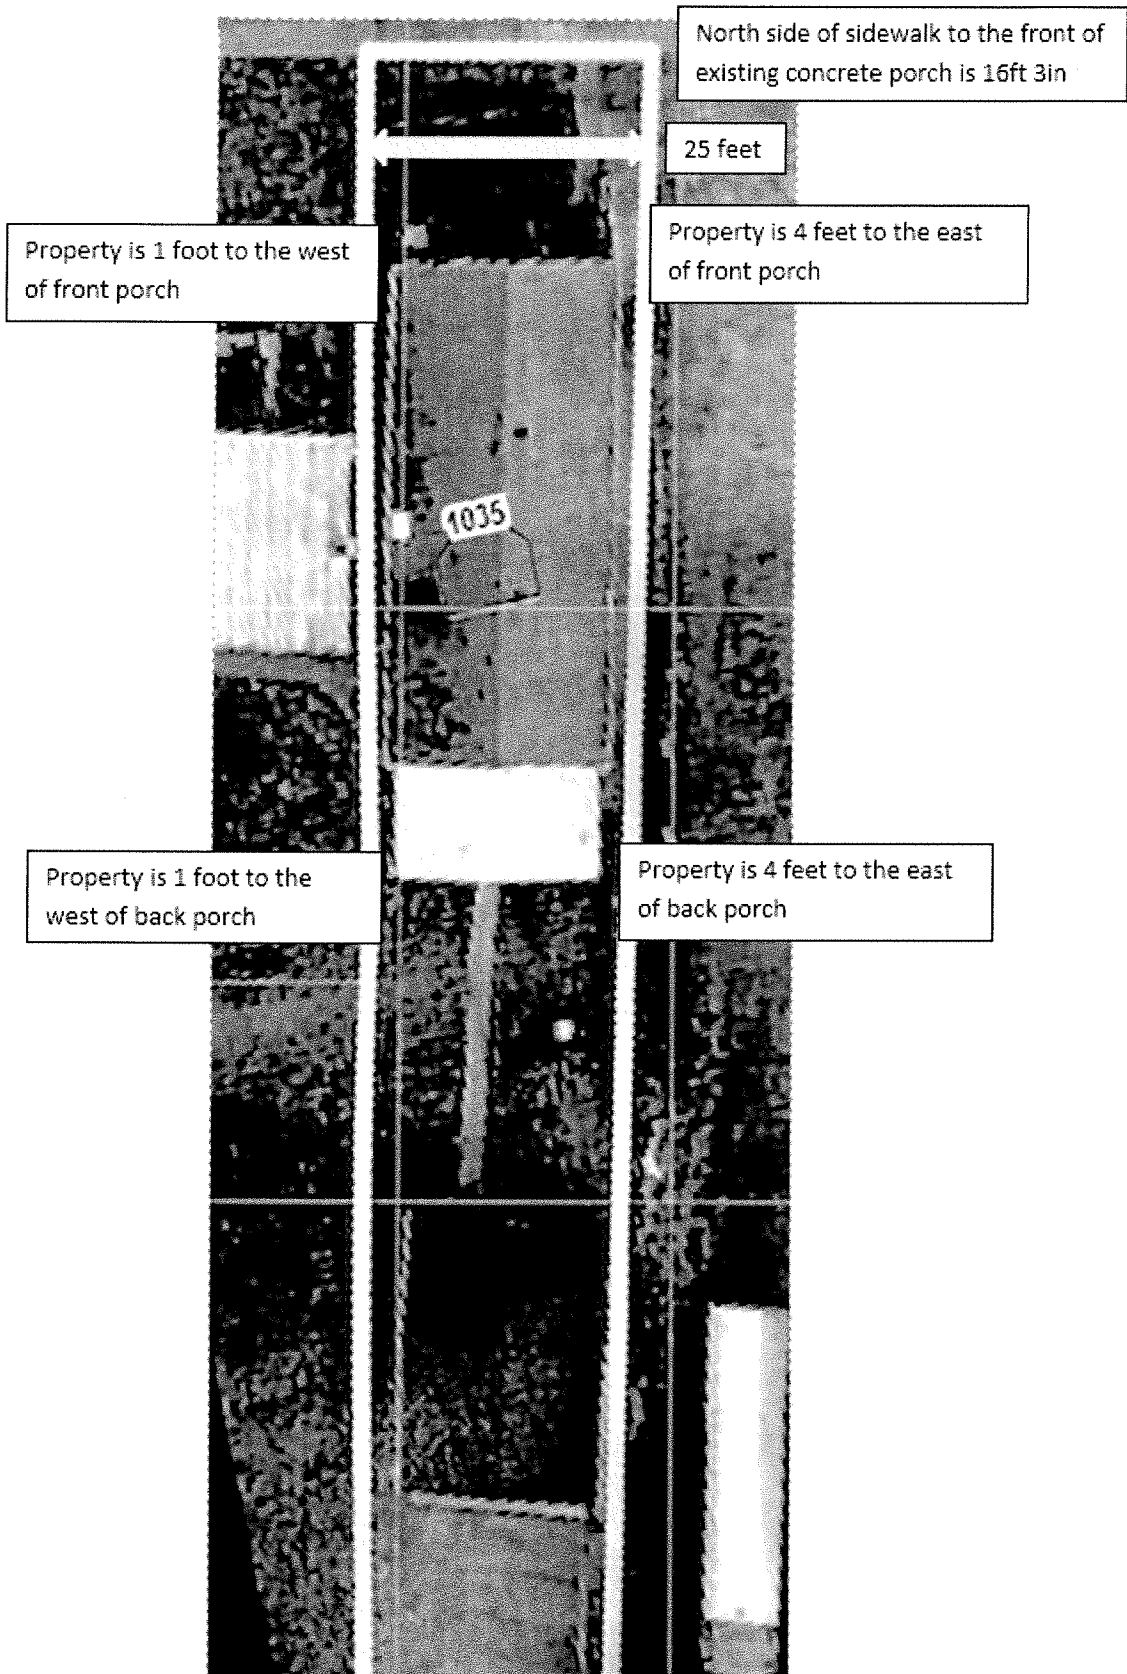 North side of sidewalk to the front of
existing concrete porch is 16ft 3in
25 feet
Property is 1 foot to the west
of front porch
Property is 4 feet to the east
of front porch
1035
Property is 1 foot to the
west of back porch
Property is 4 feet to the east
of back porch